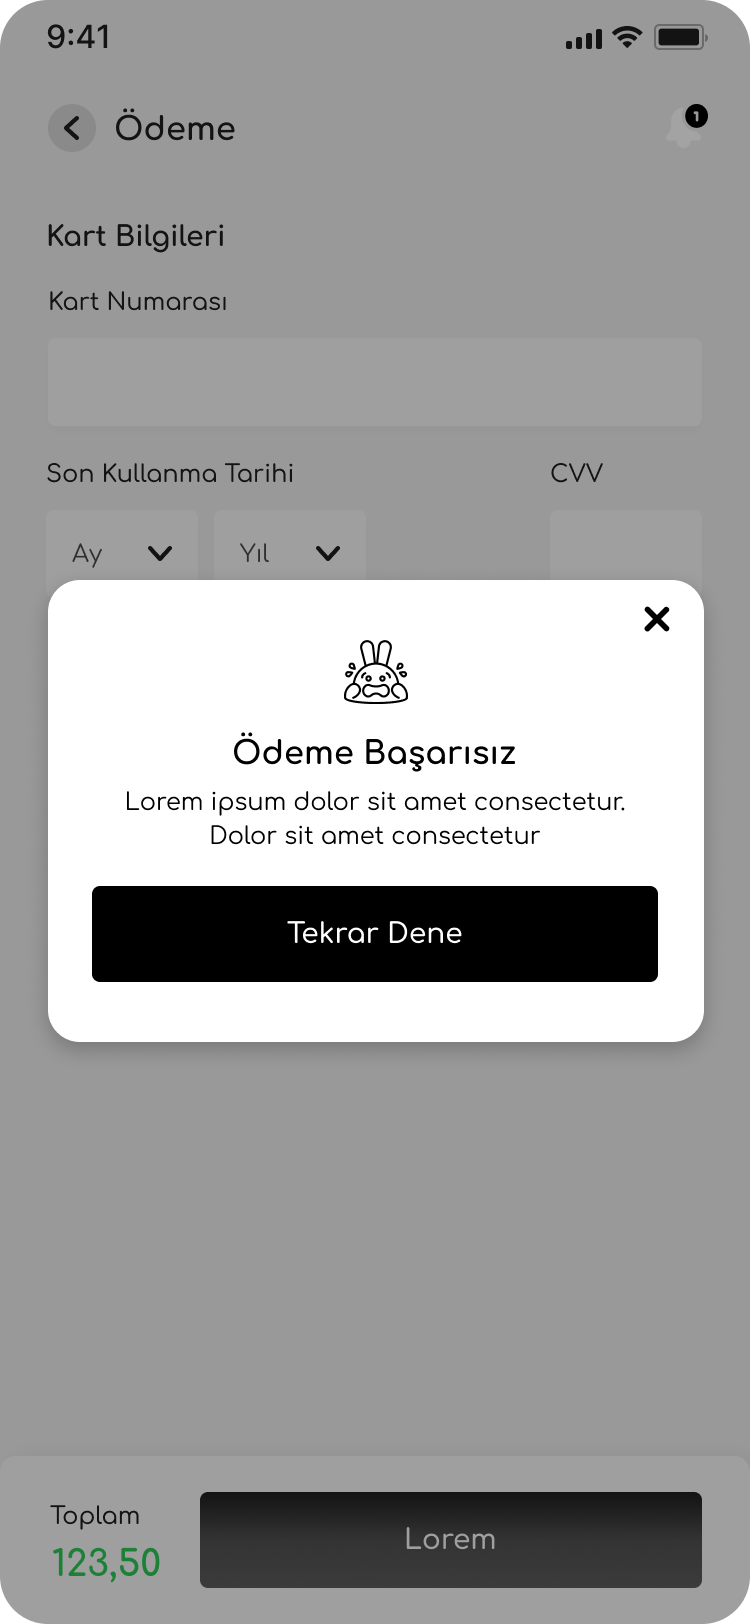 9:41
Ödeme
1
Kart Bilgileri
Kart Numarası
Son Kullanma Tarihi
CVV
Ay
Yıl
Ödeme Başarısız
Lorem ipsum dolor sit amet consectetur.
Dolor sit amet consectetur
Tekrar Dene
Toplam
123,50
Lorem